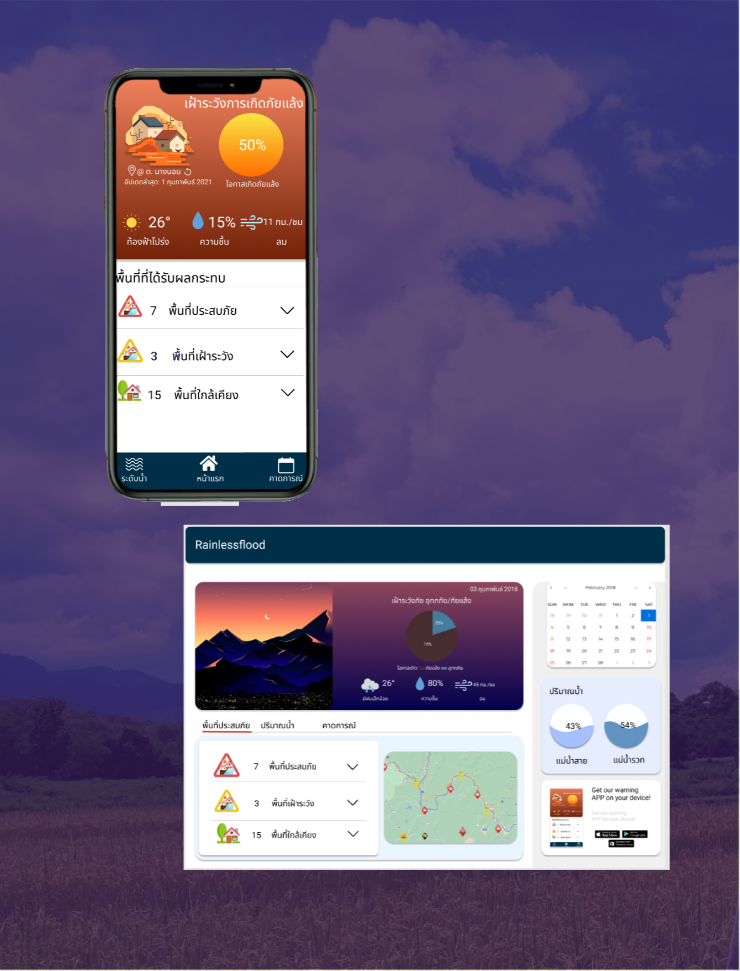 เฝ้าระวังการเกิดภัยแล้ง
50%
@ ต. นางนอน
อัปเดตล่าสุด: 1 กุมภาพันธ์ 2021
โอกาสเกิดภัยแล้ง
26° 15% 11 กม./ชม
ท้องฟ้าโปร่ง ความชื้น ลม
พื้นที่ที่ได้รับผลกระทบ
7 พื้นที่ประสบภัย
3 พื้นที่เฝ้าระวัง
15 พื้นที่ใกล้เคียง
ระดับน้ำ หน้าแรก คาดการณ์
Rainlessflood
03 กุมภาพันธ์ 2018
เฝ้าระวังภัย อุทกภัย/ภัยแล้ง
26° 80% 45 กม./ชม
ความชื้น ลม
พื้นที่ประสบภัย ปริมาณน้ำ คาดการณ์
7 พื้นที่ประสบภัย
3 พื้นที่เฝ้าระวัง
15 พื้นที่ใกล้เคียง
February 2018
SUN MON TUE WED THU FRI SAT
28 29 30 31 1 2 3
4 5 6 7 8 9 10
11 12 13 14 15 16 17
18 19 20 21 22 23 24
25 26 27 28 1 2 3
ปริมาณน้ำ
43% 54%
แม่น้ำสาย แม่น้ำรวก
Get our warning
APP on your device!
Get our warning
APP on your device!